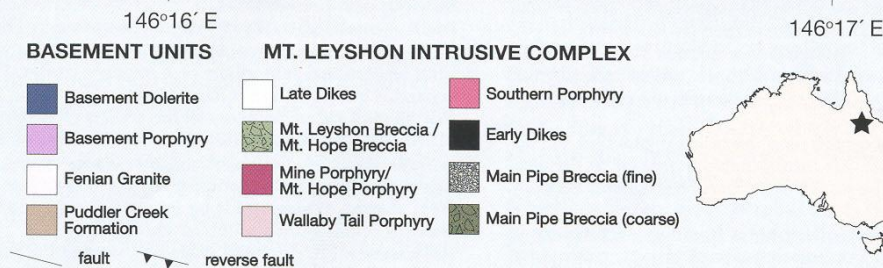 146°16′ E
146°17′ E
BASEMENT UNITS
Basement Dolerite
Basement Porphyry
Fenian Granite
Puddler Creek
Formation
MT. LEYSHON INTRUSIVE COMPLEX
Late Dikes
Mt. Leyshon Breccia /
Mt. Hope Breccia
Mine Porphyry/
Mt. Hope Porphyry
Wallaby Tail Porphyry
Southern Porphyry
Early Dikes
Main Pipe Breccia (fine)
Main Pipe Breccia (coarse)
fault
reverse fault